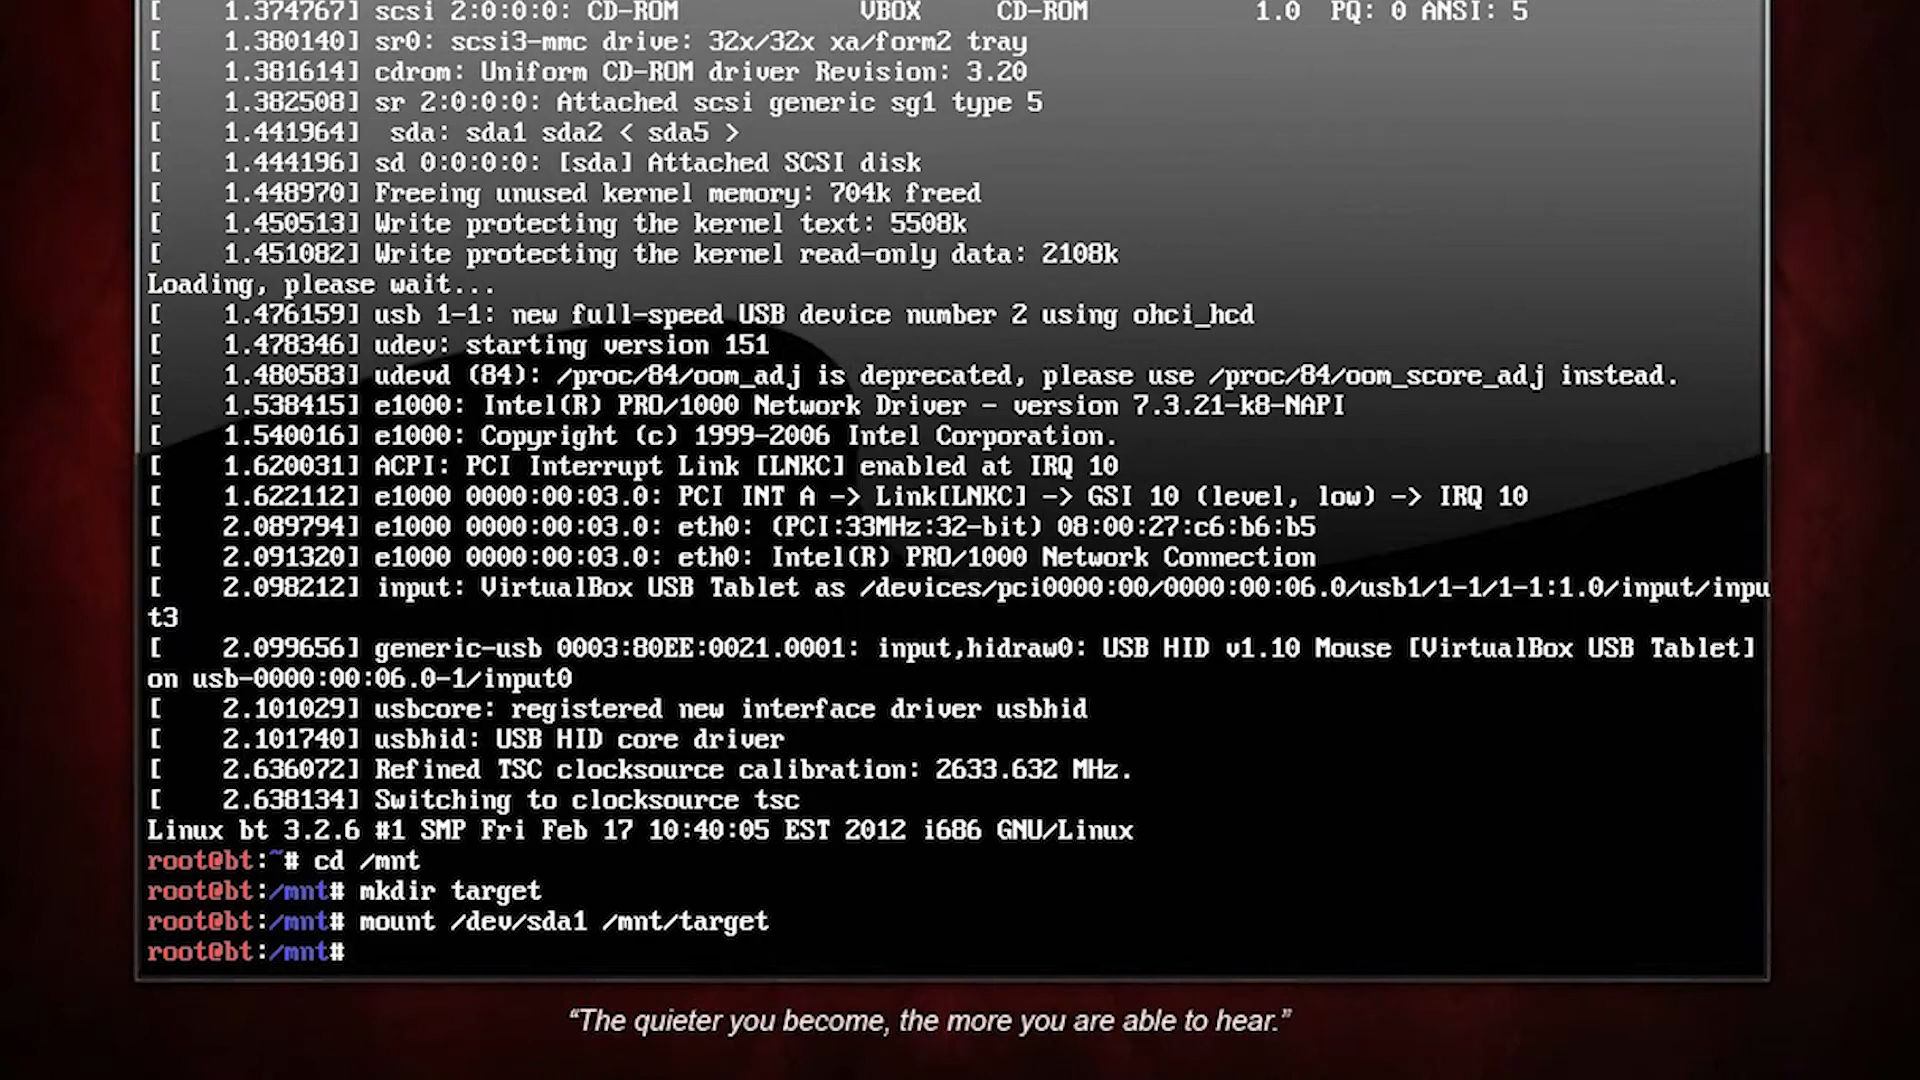 [    1.374767] scsi 2:0:0:0: CD-ROM            VBOX     CD-ROM           1.0  PQ: 0 ANSI: 5
[    1.380140] sr0: scsi3-mmc drive: 32x/32x xa/form2 tray
[    1.381614] cdrom: Uniform CD-ROM driver Revision: 3.20
[    1.382508] sr 2:0:0:0: Attached scsi generic sg1 type 5
[    1.441964]  sda: sda1 sda2 < sda5 >
[    1.444196] sd 0:0:0:0: [sda] Attached SCSI disk
[    1.448970] Freeing unused kernel memory: 704k freed
[    1.450513] Write protecting the kernel text: 5508k
[    1.451082] Write protecting the kernel read-only data: 2108k
Loading, please wait...
[    1.476159] usb 1-1: new full-speed USB device number 2 using ohci_hcd
[    1.478346] udev: starting version 151
[    1.480583] udevd (84): /proc/84/oom_adj is deprecated, please use /proc/84/oom_score_adj instead.
[    1.538415] e1000: Intel(R) PRO/1000 Network Driver - version 7.3.21-k8-NAPI
[    1.540016] e1000: Copyright (c) 1999-2006 Intel Corporation.
[    1.620031] ACPI: PCI Interrupt Link [LNKC] enabled at IRQ 10
[    1.622112] e1000 0000:00:03.0: PCI INT A -> Link[LNKC] -> GSI 10 (level, low) -> IRQ 10
[    2.089794] e1000 0000:00:03.0: eth0: (PCI:33MHz:32-bit) 08:00:27:c6:b6:b5
[    2.091320] e1000 0000:00:03.0: eth0: Intel(R) PRO/1000 Network Connection
[    2.098212] input: VirtualBox USB Tablet as /devices/pci0000:00/0000:00:06.0/usb1/1-1/1-1:1.0/input/inpu
t3
[    2.099656] generic-usb 0003:80EE:0021.0001: input,hidraw0: USB HID v1.10 Mouse [VirtualBox USB Tablet]
on usb-0000:00:06.0-1/input0
[    2.101029] usbcore: registered new interface driver usbhid
[    2.101740] usbhid: USB HID core driver
[    2.636072] Refined TSC clocksource calibration: 2633.632 MHz.
[    2.638134] Switching to clocksource tsc
Linux bt 3.2.6 #1 SMP Fri Feb 17 10:40:05 EST 2012 i686 GNU/Linux
root@bt:~# cd /mnt
root@bt:/mnt# mkdir target
root@bt:/mnt# mount /dev/sda1 /mnt/target
root@bt:/mnt#
“The quieter you become, the more you are able to hear.”